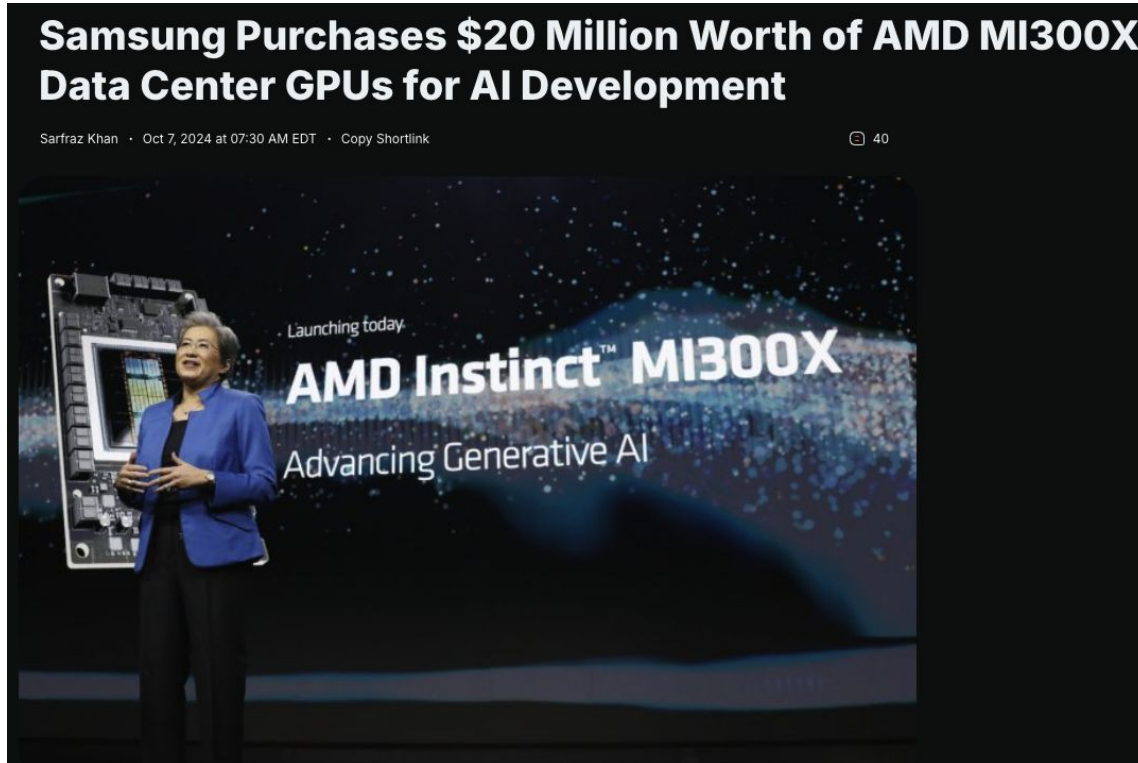 Samsung Purchases $20 Million Worth of AMD MI300X
Data Center GPUs for AI Development
Sarfraz Khan • Oct 7, 2024 at 07:30 AM EDT • Copy Shortlink
40
Launching today
AMD Instinct™ MI300X
Advancing Generative AI